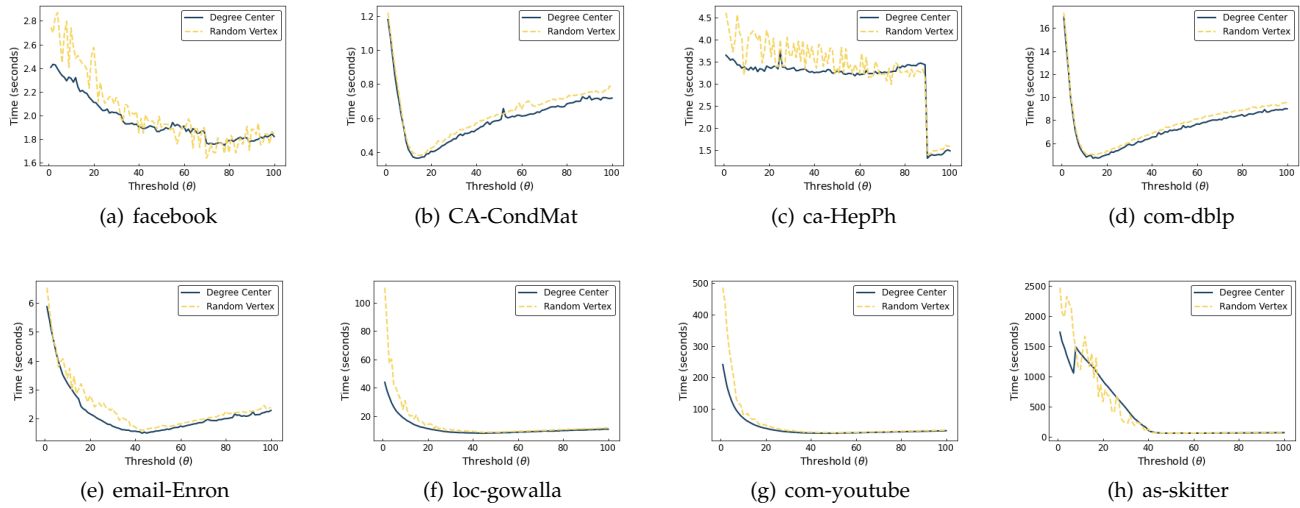 Degree Center
Random Vertex
Time (seconds)
2.8
2.6
2.4
2.2
2.0
1.8
1.6
0 20 40 60 80 100
Threshold (θ)
(a) facebook
Degree Center
Random Vertex
Time (seconds)
1.2
1.0
0.8
0.6
0.4
0 20 40 60 80 100
Threshold (θ)
(b) CA-CondMat
Degree Center
Random Vertex
Time (seconds)
4.5
4.0
3.5
3.0
2.5
2.0
1.5
0 20 40 60 80 100
Threshold (θ)
(c) ca-HepPh
Degree Center
Random Vertex
Time (seconds)
16
14
12
10
8
6
0 20 40 60 80 100
Threshold (θ)
(d) com-dblp
Degree Center
Random Vertex
Time (seconds)
6
5
4
3
2
0 20 40 60 80 100
Threshold (θ)
(e) email-Enron
Degree Center
Random Vertex
Time (seconds)
100
80
60
40
20
0 20 40 60 80 100
Threshold (θ)
(f) loc-gowalla
Degree Center
Random Vertex
Time (seconds)
500
400
300
200
100
0 20 40 60 80 100
Threshold (θ)
(g) com-youtube
Degree Center
Random Vertex
Time (seconds)
2500
2000
1500
1000
500
0
0 20 40 60 80 100
Threshold (θ)
(h) as-skitter